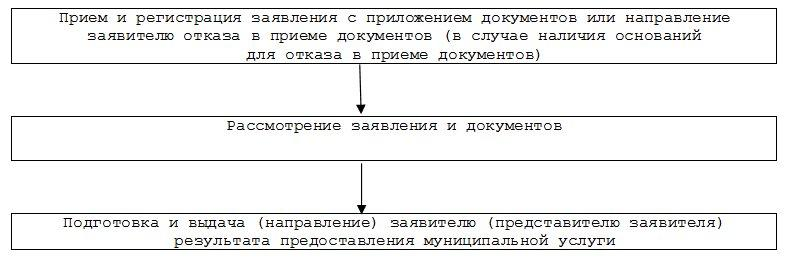 Прием и регистрация заявления с приложением документов или направление
заявителю отказа в приеме документов (в случае наличия оснований
для отказа в приеме документов)
Рассмотрение заявления и документов
Подготовка и выдача (направление) заявителю (представителю заявителя)
результата предоставления муниципальной услуги